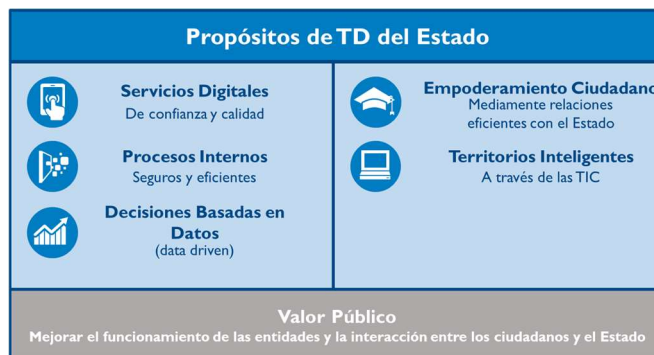 Propósitos de TD del Estado
Servicios Digitales
De confianza y calidad
Procesos Internos
Seguros y eficientes
Decisiones Basadas en
Datos
(data driven)
Empoderamiento Ciudadano
Mediamente relaciones
eficientes con el Estado
Territorios Inteligentes
A través de las TIC
Valor Público
Mejorar el funcionamiento de las entidades y la interacción entre los ciudadanos y el Estado